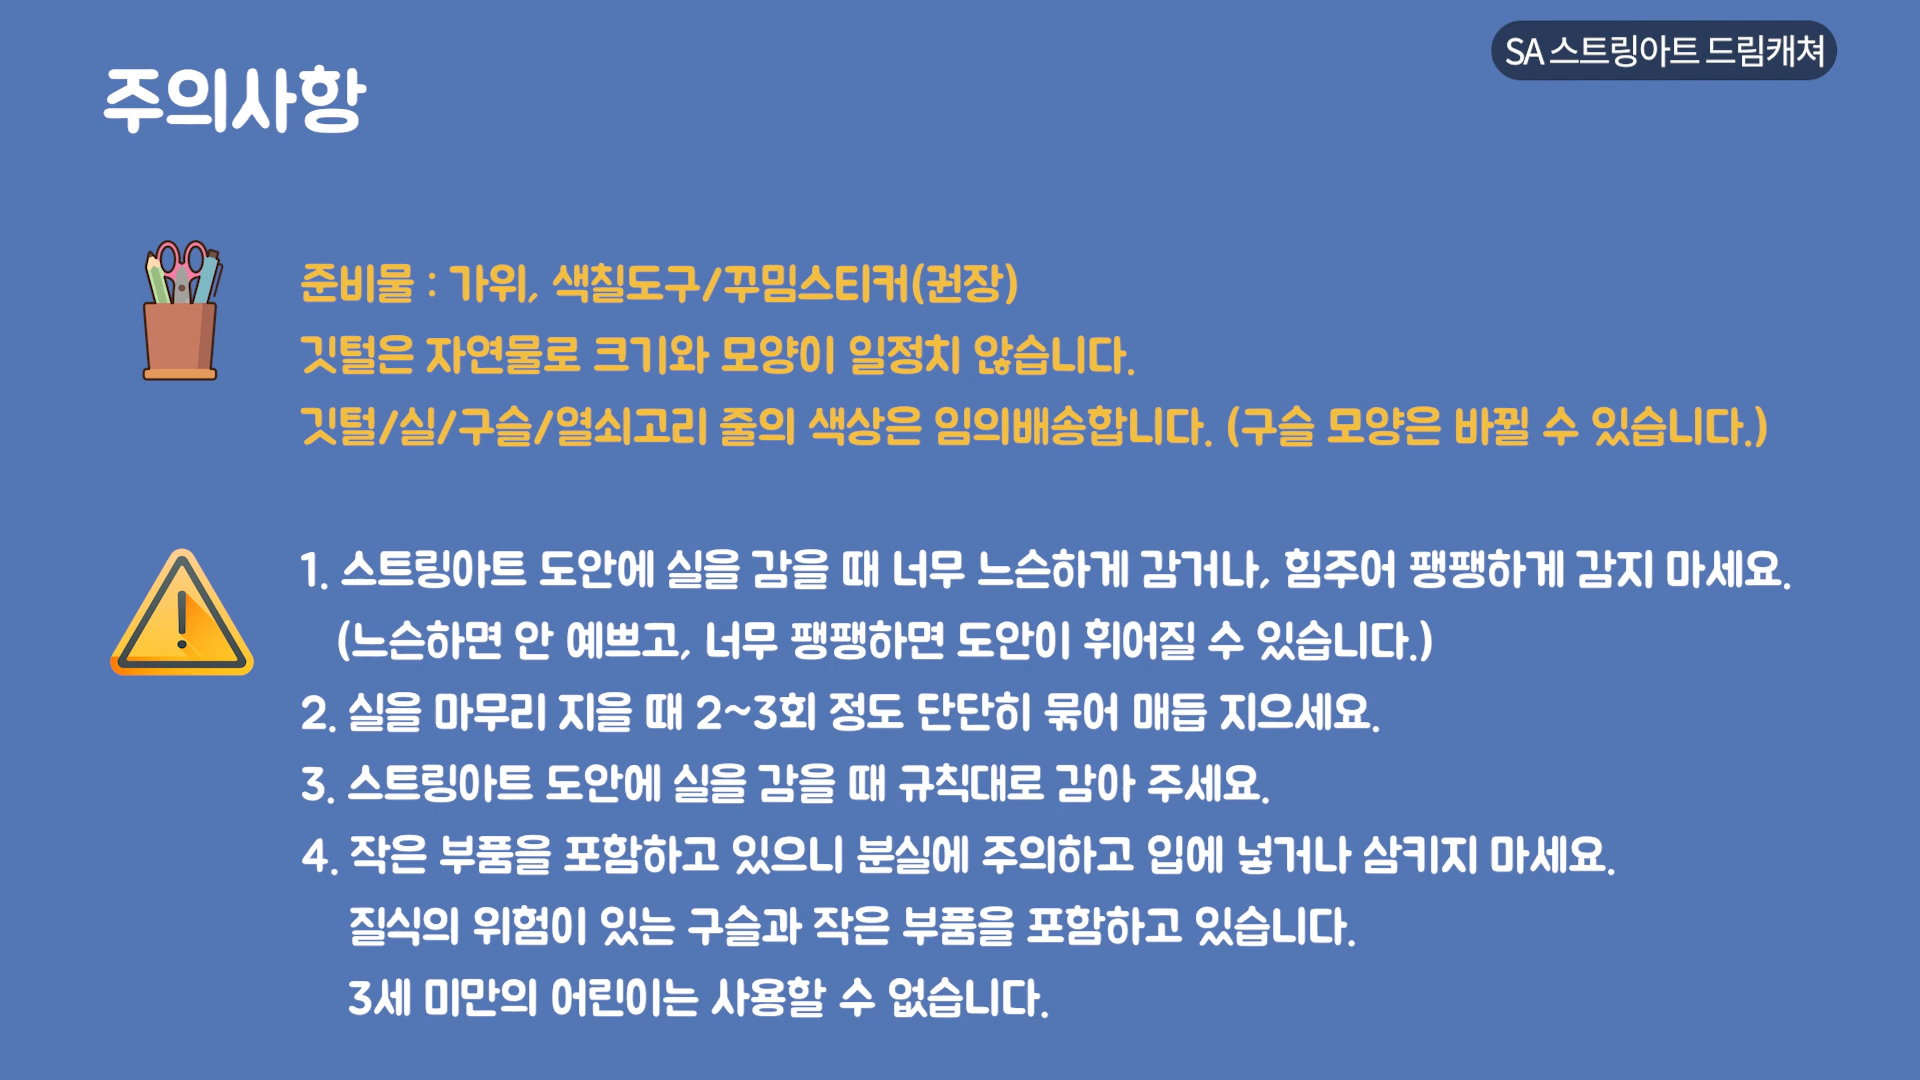 SA 스트링아트 드림캐쳐
주의사항
준비물 : 가위, 색칠도구/꾸밈스티커(권장)
깃털은 자연물로 크기와 모양이 일정치 않습니다.
깃털/실/구슬/열쇠고리 줄의 색상은 임의배송합니다. (구슬 모양은 바뀔 수 있습니다.)
1. 스트링아트 도안에 실을 감을 때 너무 느슨하게 감거나, 힘주어 팽팽하게 감지 마세요.
(느슨하면 안 예쁘고, 너무 팽팽하면 도안이 휘어질 수 있습니다.)
2. 실을 마무리 지을 때 2~3회 정도 단단히 묶어 매듭 지으세요.
3. 스트링아트 도안에 실을 감을 때 규칙대로 감아 주세요.
4. 작은 부품을 포함하고 있으니 분실에 주의하고 입에 넣거나 삼키지 마세요.
질식의 위험이 있는 구슬과 작은 부품을 포함하고 있습니다.
3세 미만의 어린이는 사용할 수 없습니다.